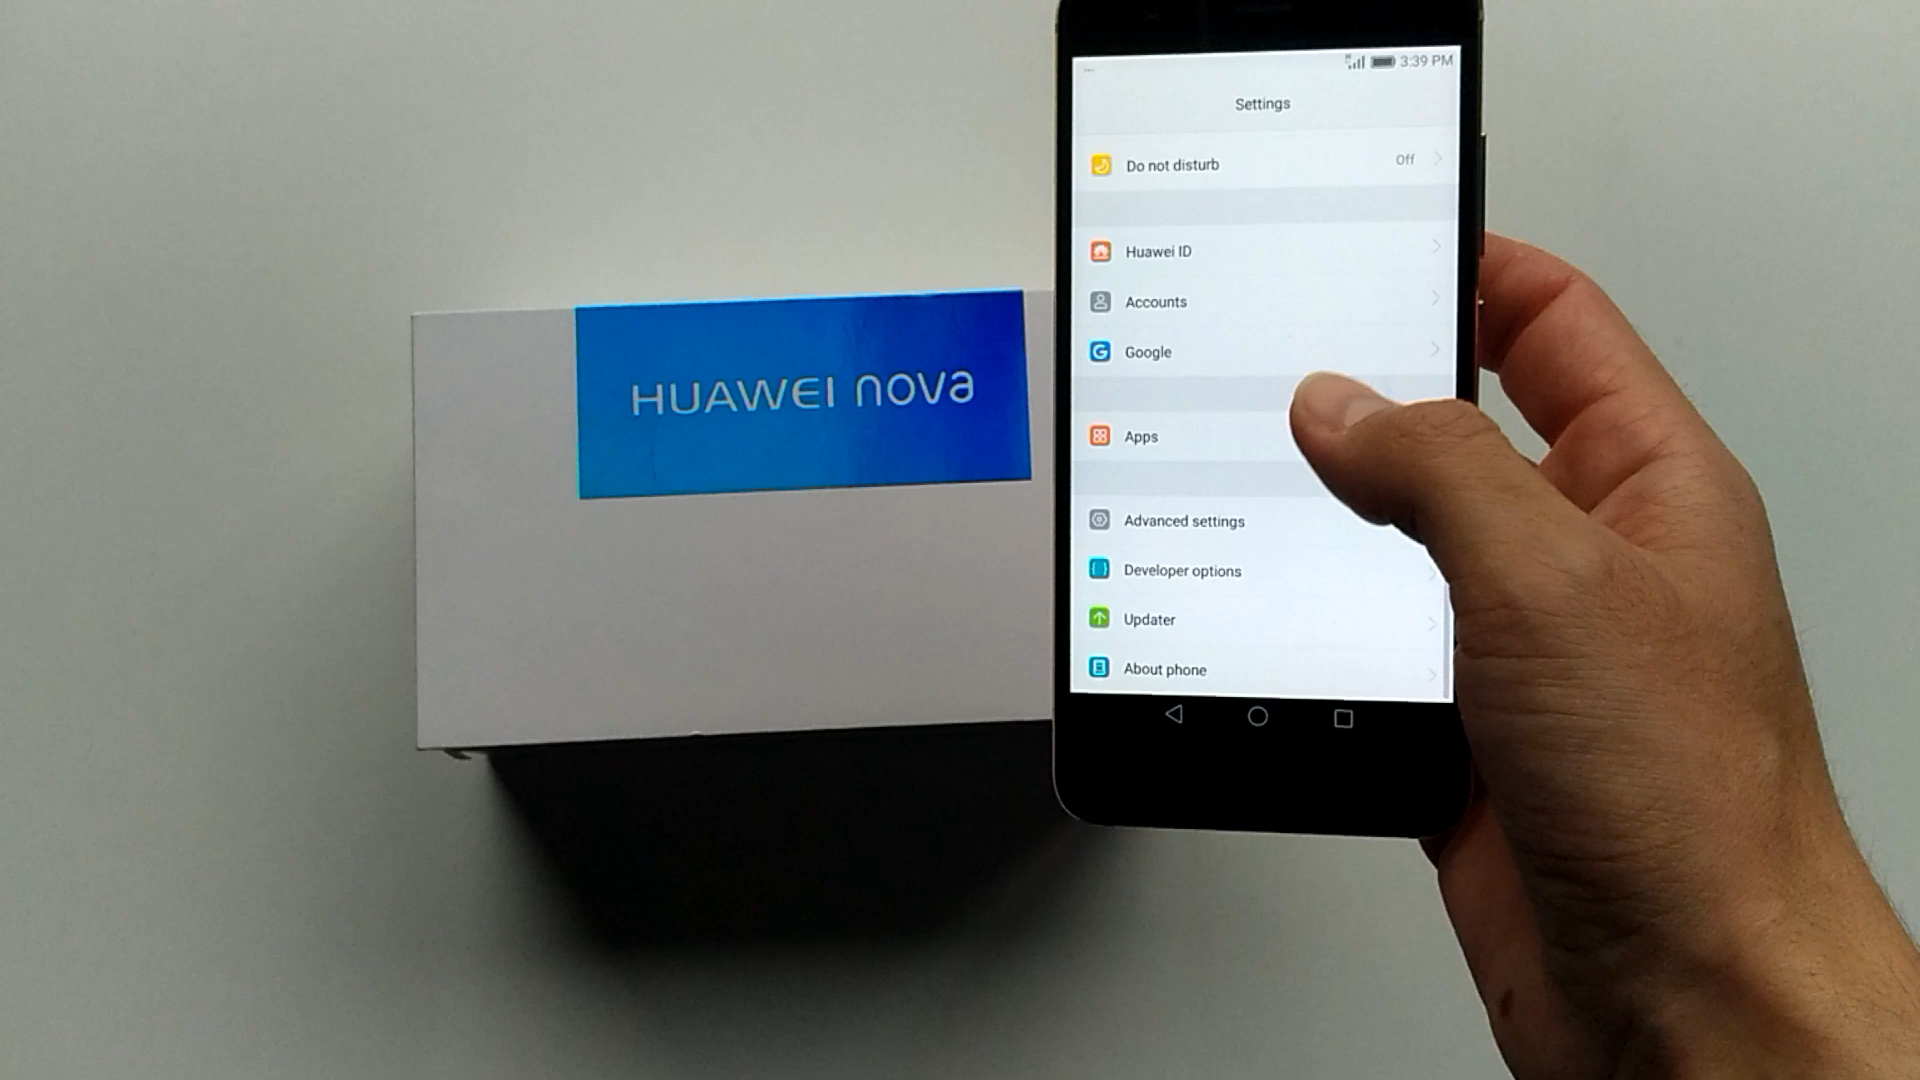 HUAWEI nova
3:39 PM
Settings
Do not disturb Off
Huawei ID
Accounts
Google
Apps
Advanced settings
Developer options
Updater
About phone